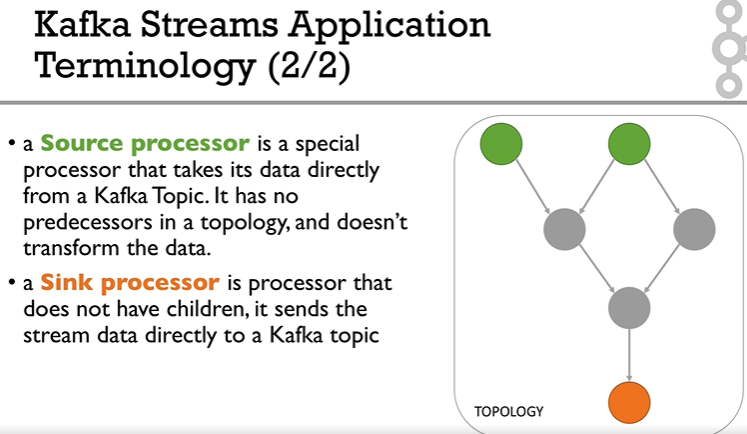 Kafka Streams Application
Terminology (2/2)
• a Source processor is a special
processor that takes its data directly
from a Kafka Topic. It has no
predecessors in a topology, and doesn't
transform the data.
• a Sink processor is processor that
does not have children, it sends the
stream data directly to a Kafka topic
TOPOLOGY